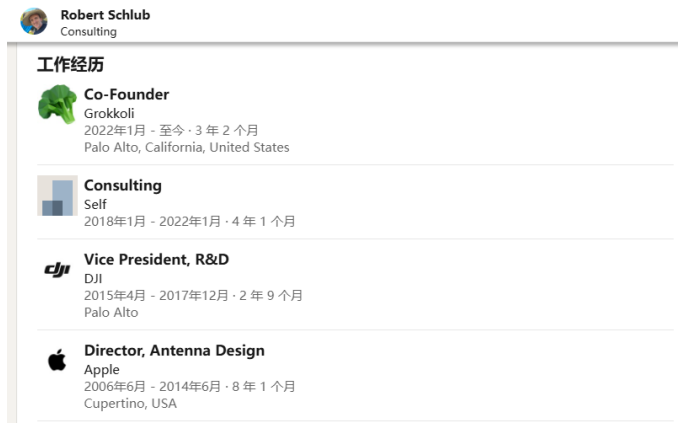 Robert Schlub
Consulting
工作经历
Co-Founder
Grokkoli
2022年1月 - 至今 · 3 年 2 个月
Palo Alto, California, United States
Consulting
Self
2018年1月 - 2022年1月 · 4 年 1 个月
Vice President, R&D
dji
DJI
2015年4月 - 2017年12月 · 2 年 9 个月
Palo Alto
Director, Antenna Design
Apple
2006年6月 - 2014年6月 · 8 年 1 个月
Cupertino, USA